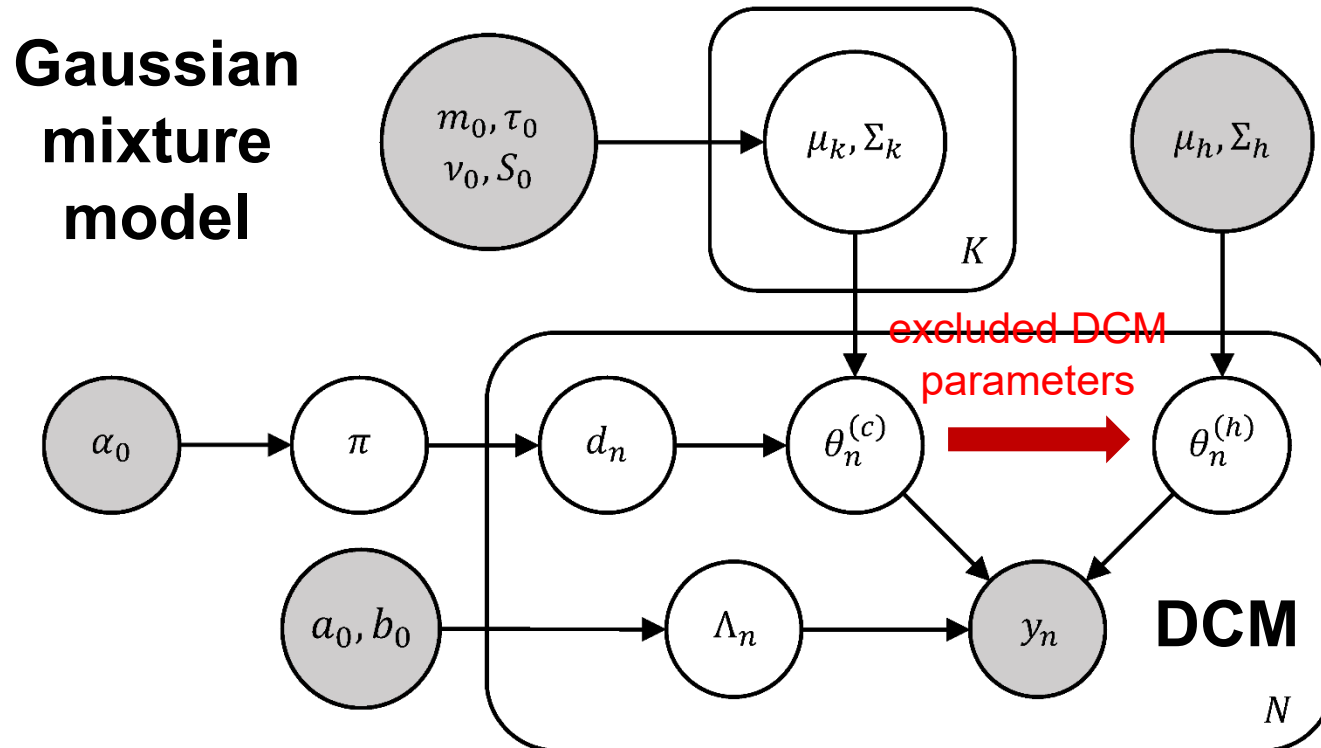 Gaussian
mixture
model
m₀, τ₀
ν₀, S₀
μₖ, Σₖ
K
μₕ, Σₕ
excluded DCM
parameters
α₀
π
dₙ
θₙ⁽ᶜ⁾
θₙ⁽ʰ⁾
a₀, b₀
Λₙ
yₙ
DCM
N